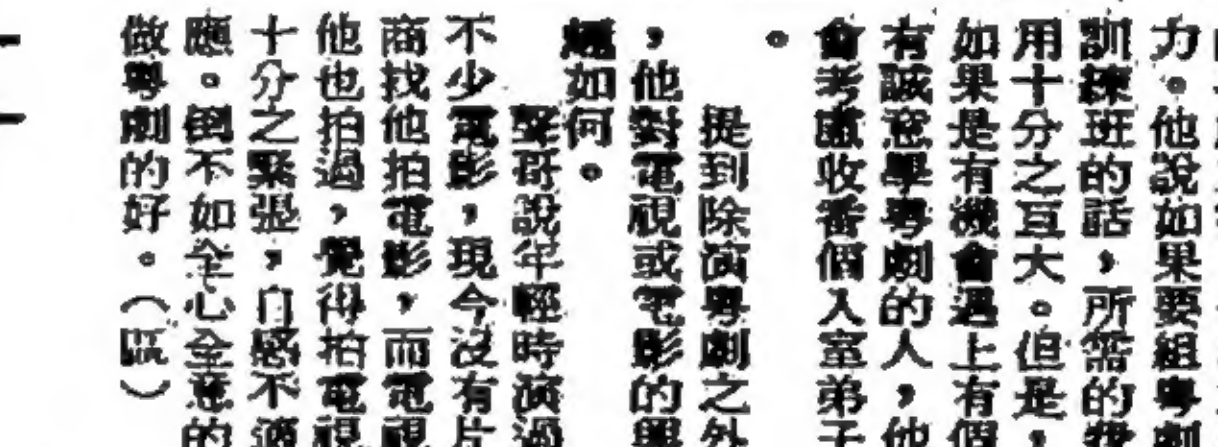 力。他說如果要組粤劇
訓練班的話，所需的費
用十分之互大。但是，
如果是有機會遇上有個
有誠意學粤劇的人，他
會考慮收番個入室弟子
。
提到除演粤劇之外
，他對電視或電影的興
趣如何。
聲哥說年輕時演過
不少電影，現今沒有片
商找他拍電影，而電視
他也拍過，覺得拍電視
十分之緊張，自感不適
應。倒不如全心全意的
做粤劇的好。（區）